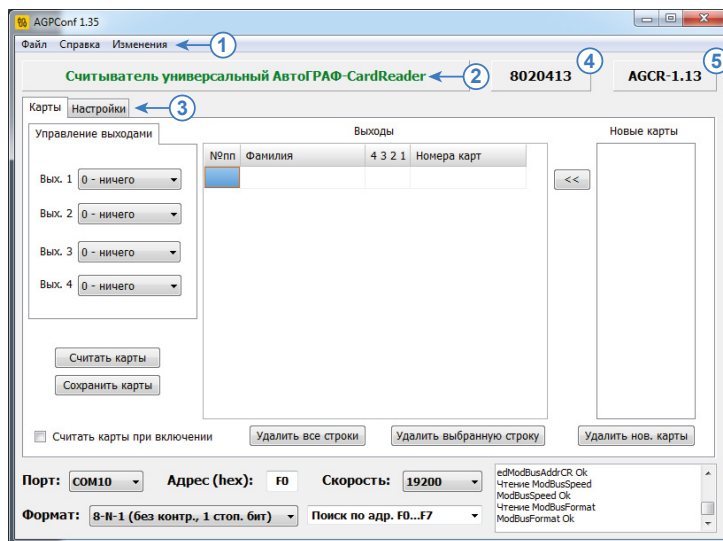 AGPConf 1.35
Файл Справка Изменения 1
Считыватель универсальный АвтоГРАФ-CardReader 2 8020413 4 AGCR-1.13 5
Карты Настройки 3
Управление выходами Выходы Новые карты
№пп Фамилия 4 3 2 1 Номера карт
Вых. 1 0 - ничего <<
Вых. 2 0 - ничего
Вых. 3 0 - ничего
Вых. 4 0 - ничего
Считать карты
Сохранить карты
Считать карты при включении Удалить все строки Удалить выбранную строку Удалить нов. карты
Порт: COM10 Адрес (hex): F0 Скорость: 19200
Формат: 8-N-1 (без контр., 1 стоп. бит) Поиск по адр. F0...F7
edModBusAddrCR Ok
Чтение ModBusSpeed
ModBusSpeed Ok
Чтение ModBusFormat
ModBusFormat Ok